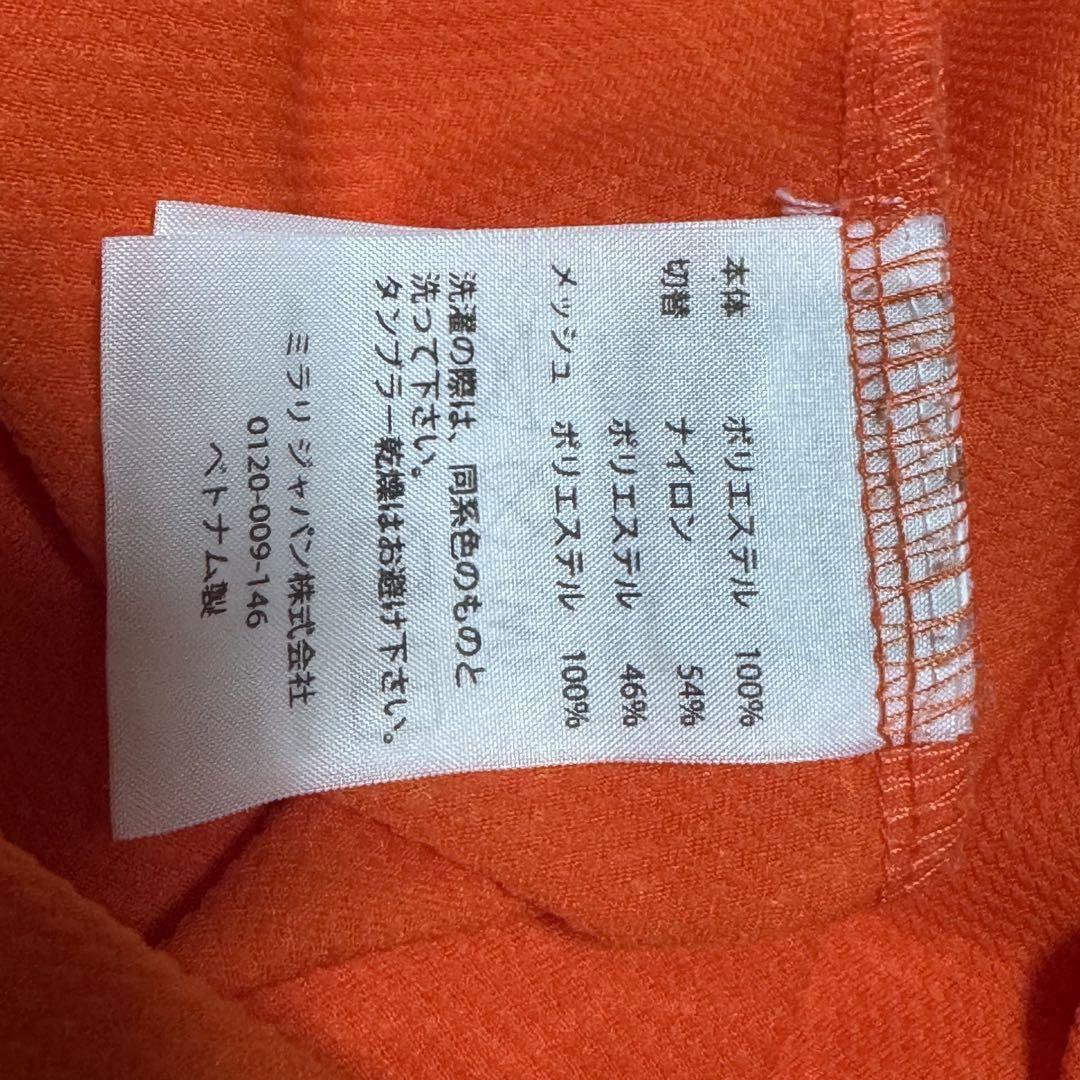 本体 ポリエステル 100%
切替 ナイロン 54%
ポリエステル 46%
メッシュ ポリエステル 100%
洗濯の際は、同系色のものと
洗って下さい。
タンブラー乾燥はお避け下さい。
ミラリ ジャパン株式会社
0120-009-146
ベトナム製